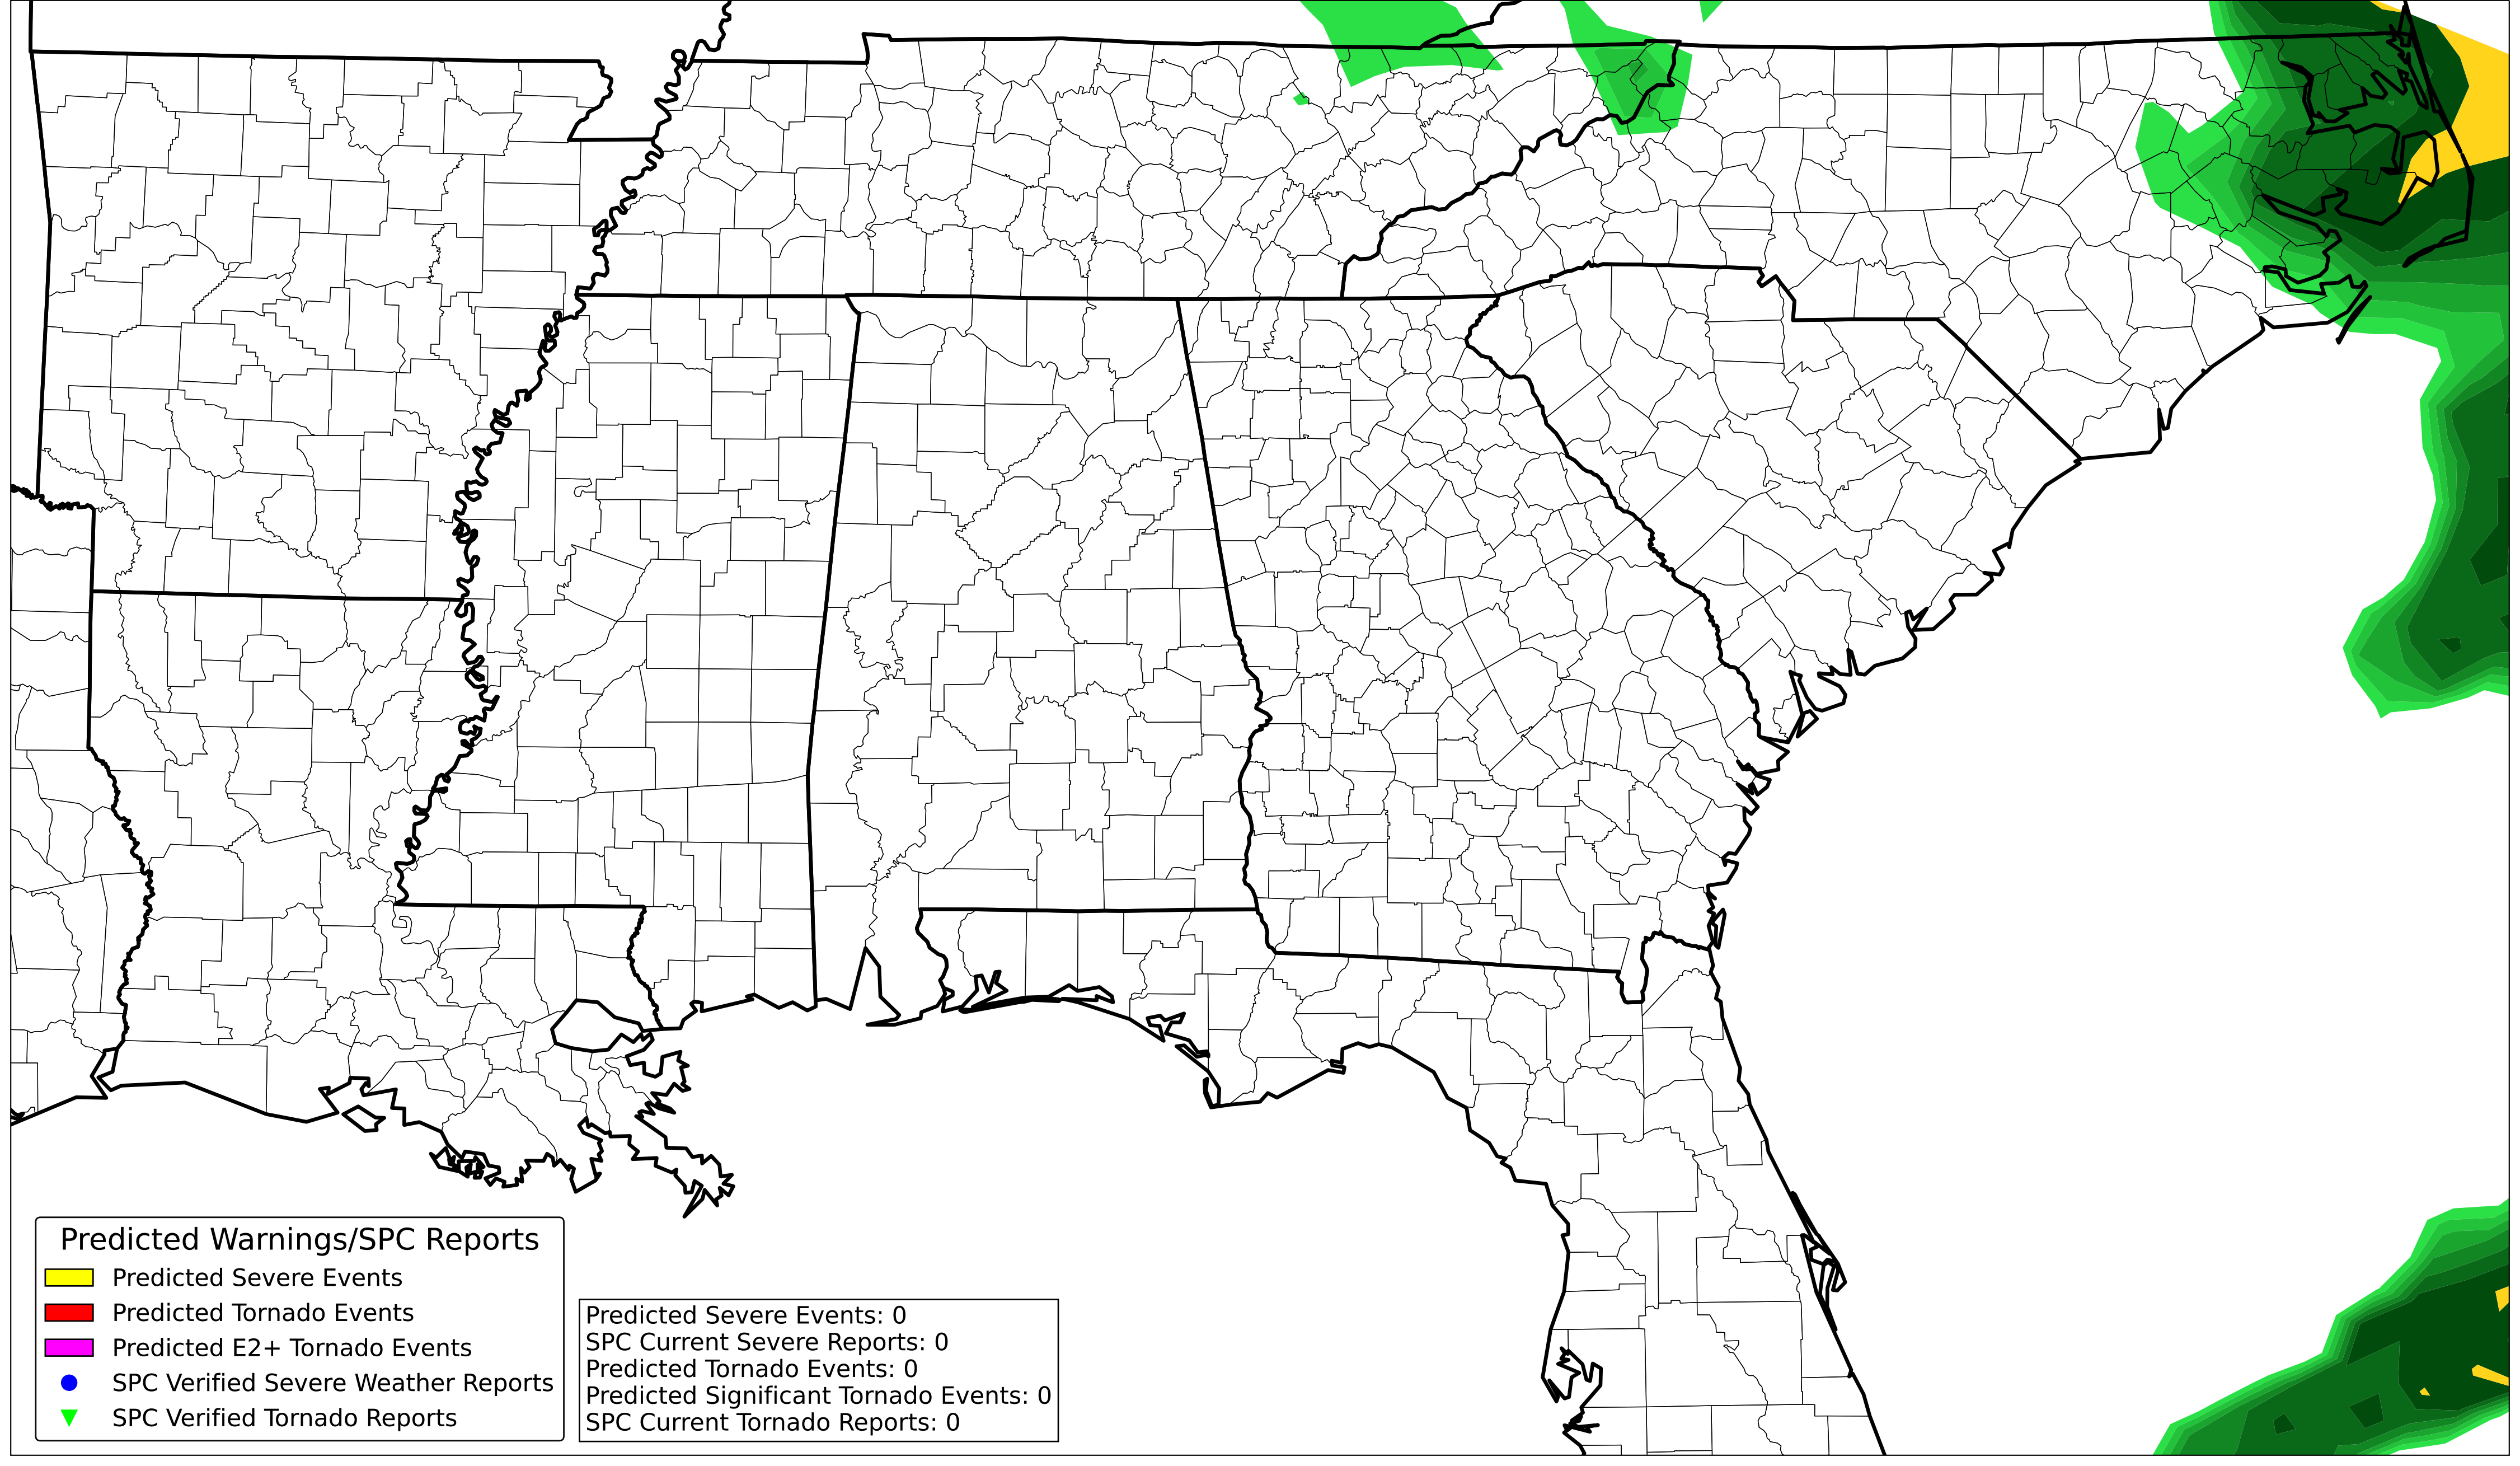 Predicted Warnings/SPC Reports
Predicted Severe Events
Predicted Tornado Events
Predicted E2+ Tornado Events
SPC Verified Severe Weather Reports
SPC Verified Tornado Reports
Predicted Severe Events: 0
SPC Current Severe Reports: 0
Predicted Tornado Events: 0
Predicted Significant Tornado Events: 0
SPC Current Tornado Reports: 0